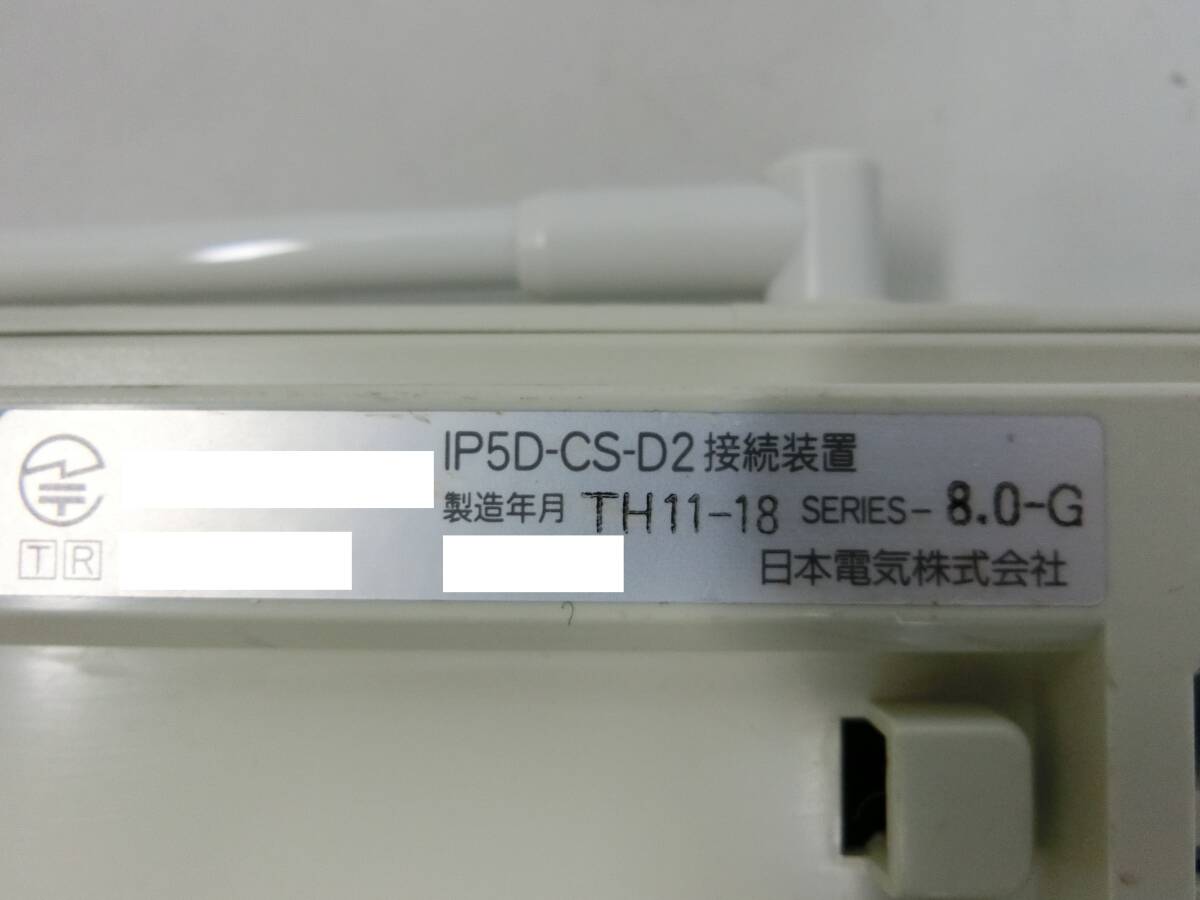 IP5D-CS-D2 接続装置
製造年月 TH11-18 SERIES- 8.0-G
T R
日本電気株式会社